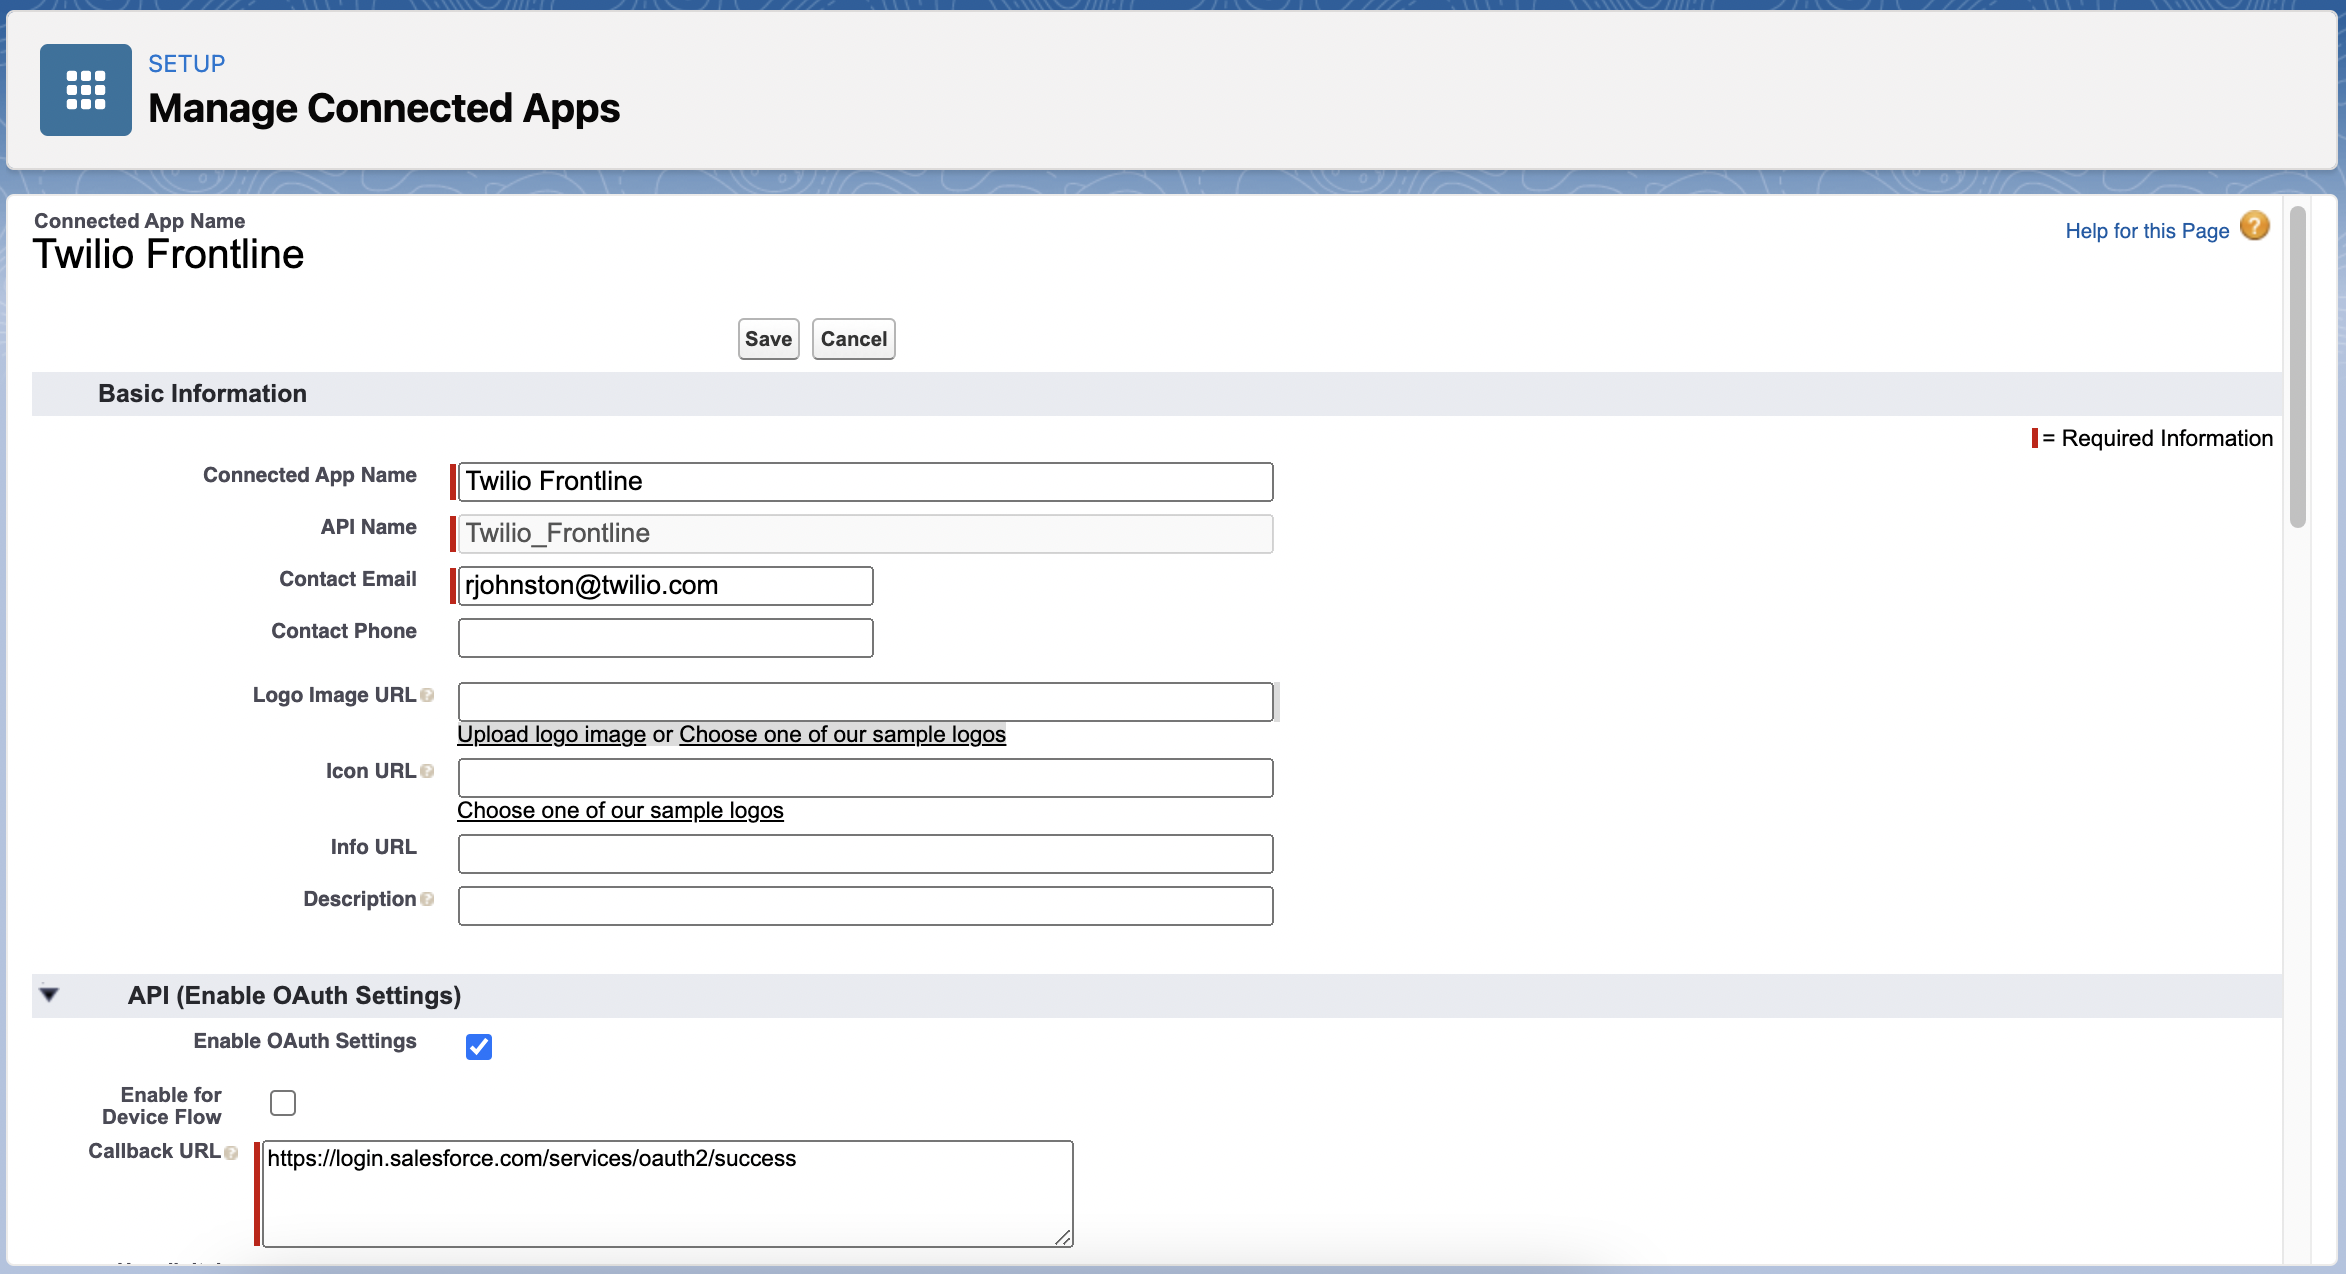 SETUP
Manage Connected Apps
Connected App Name
Twilio Frontline
Help for this Page
Save Cancel
Basic Information
= Required Information
Connected App Name Twilio Frontline
API Name Twilio_Frontline
Contact Email rjohnston@twilio.com
Contact Phone
Logo Image URL
Upload logo image or Choose one of our sample logos
Icon URL
Choose one of our sample logos
Info URL
Description
API (Enable OAuth Settings)
Enable OAuth Settings
Enable for
Device Flow
Callback URL https://login.salesforce.com/services/oauth2/success